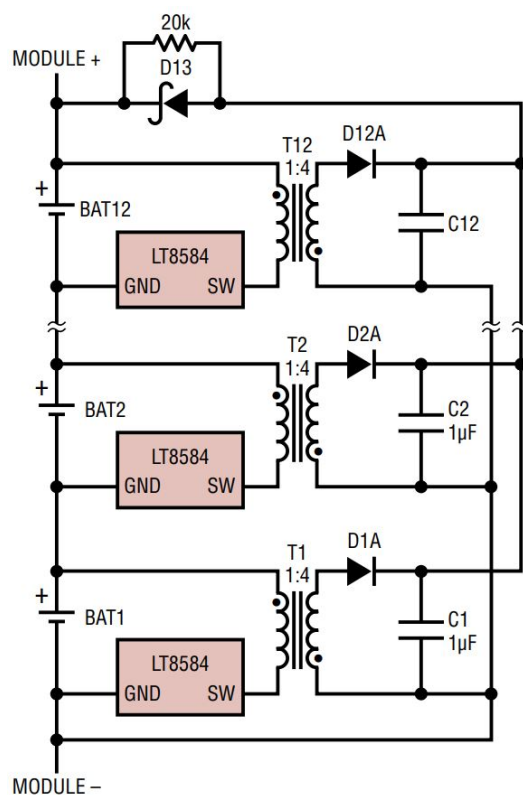 20k
MODULE +
D13
T12
1:4
D12A
+
BAT12
LT8584
GND SW
C12
T2
1:4
D2A
+
BAT2
LT8584
GND SW
C2
1µF
T1
1:4
D1A
+
BAT1
LT8584
GND SW
C1
1µF
MODULE –